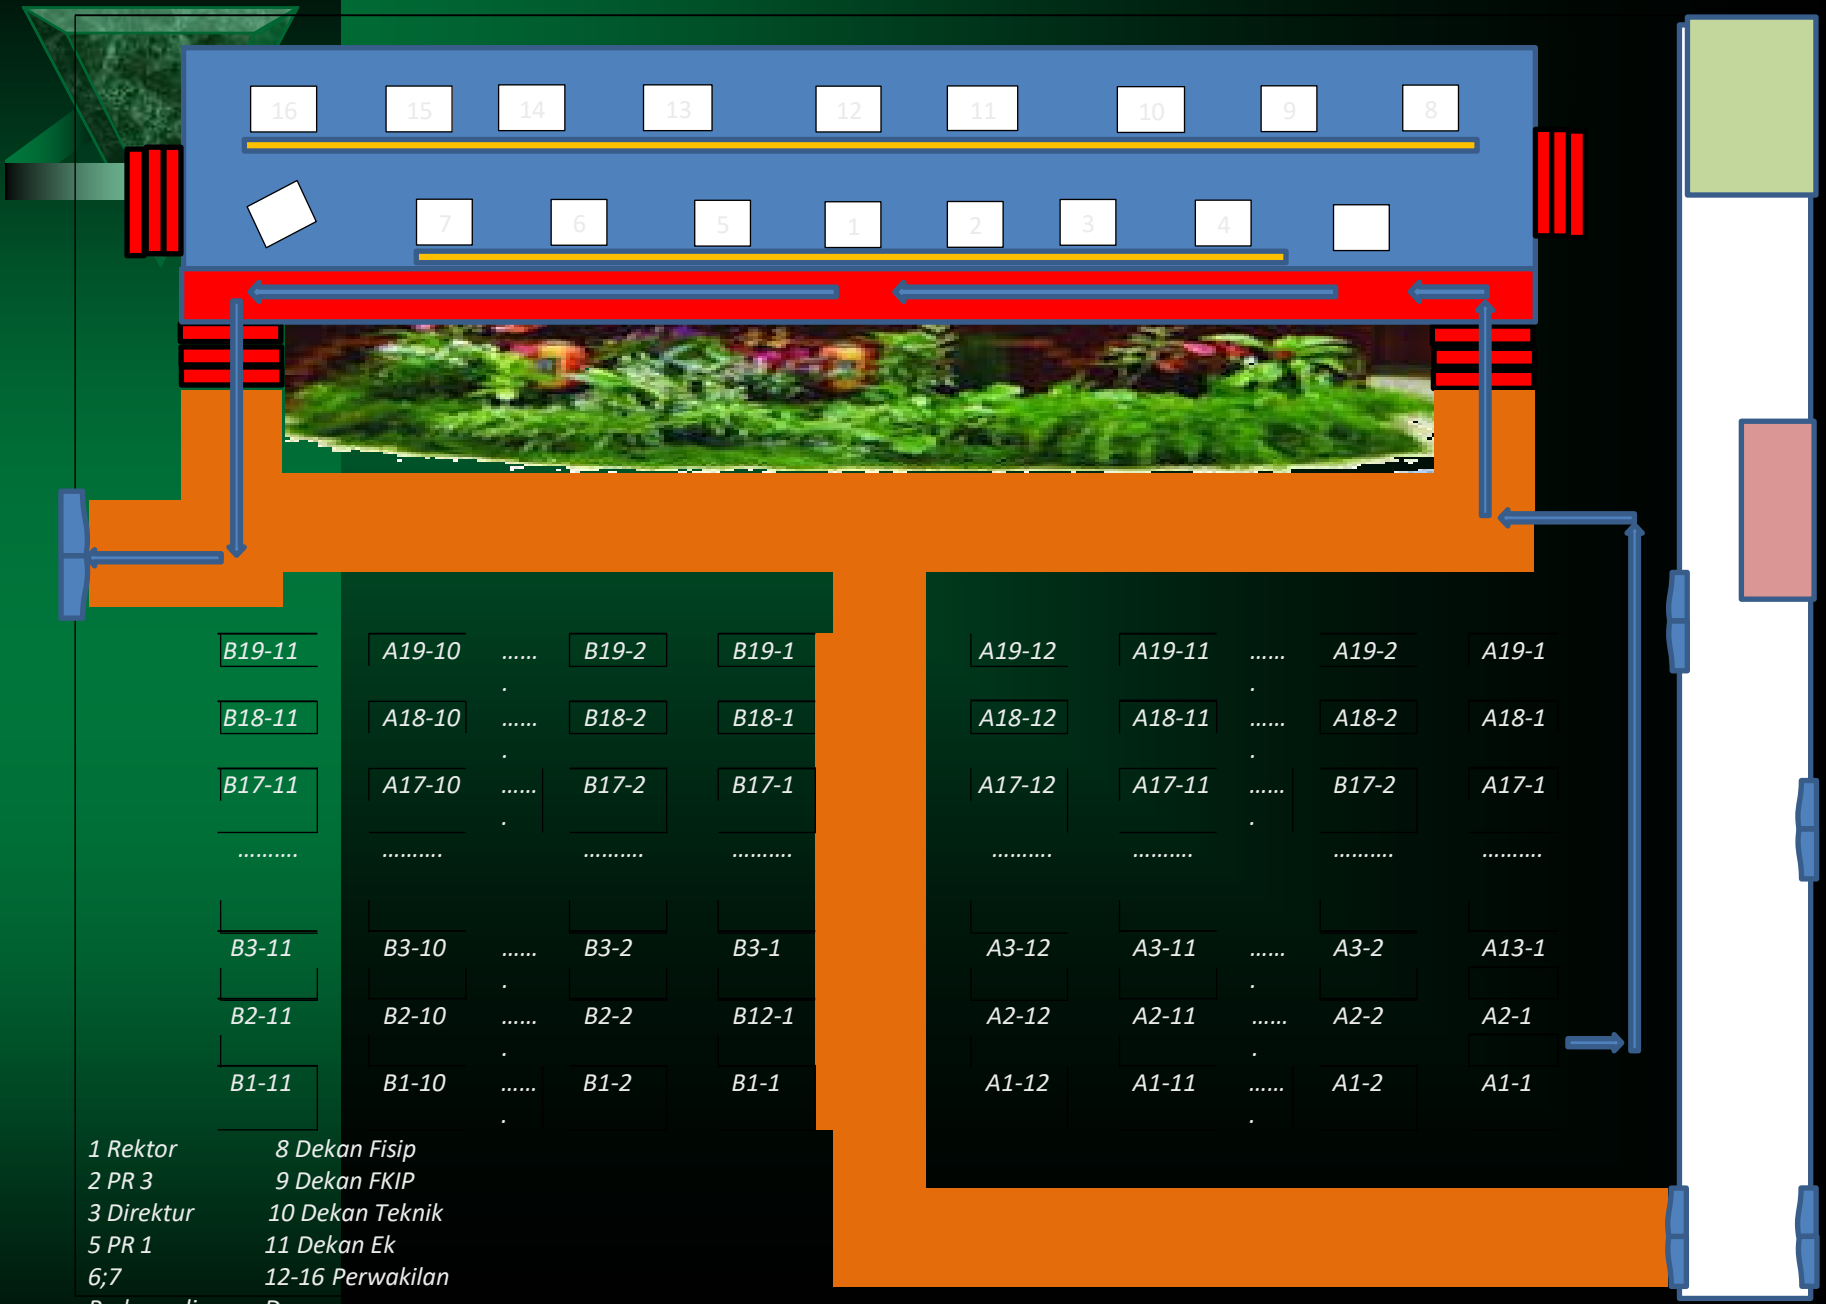 16 15 14 13 12 11 10 9 8
7 6 5 1 2 3 4
B19-11 A19-10 ...... . B19-2 B19-1 A19-12 A19-11 ...... . A19-2 A19-1
B18-11 A18-10 ...... . B18-2 B18-1 A18-12 A18-11 ...... . A18-2 A18-1
B17-11 A17-10 ...... . B17-2 B17-1 A17-12 A17-11 ...... . B17-2 A17-1
.......... .......... .......... .......... .......... .......... .......... ..........
B3-11 B3-10 ...... . B3-2 B3-1 A3-12 A3-11 ...... . A3-2 A13-1
B2-11 B2-10 ...... . B2-2 B12-1 A2-12 A2-11 ...... . A2-2 A2-1
B1-11 B1-10 ...... . B1-2 B1-1 A1-12 A1-11 ...... . A1-2 A1-1
1 Rektor 8 Dekan Fisip
2 PR 3 9 Dekan FKIP
3 Direktur 10 Dekan Teknik
5 PR 1 11 Dekan Ek
6;7 12-16 Perwakilan